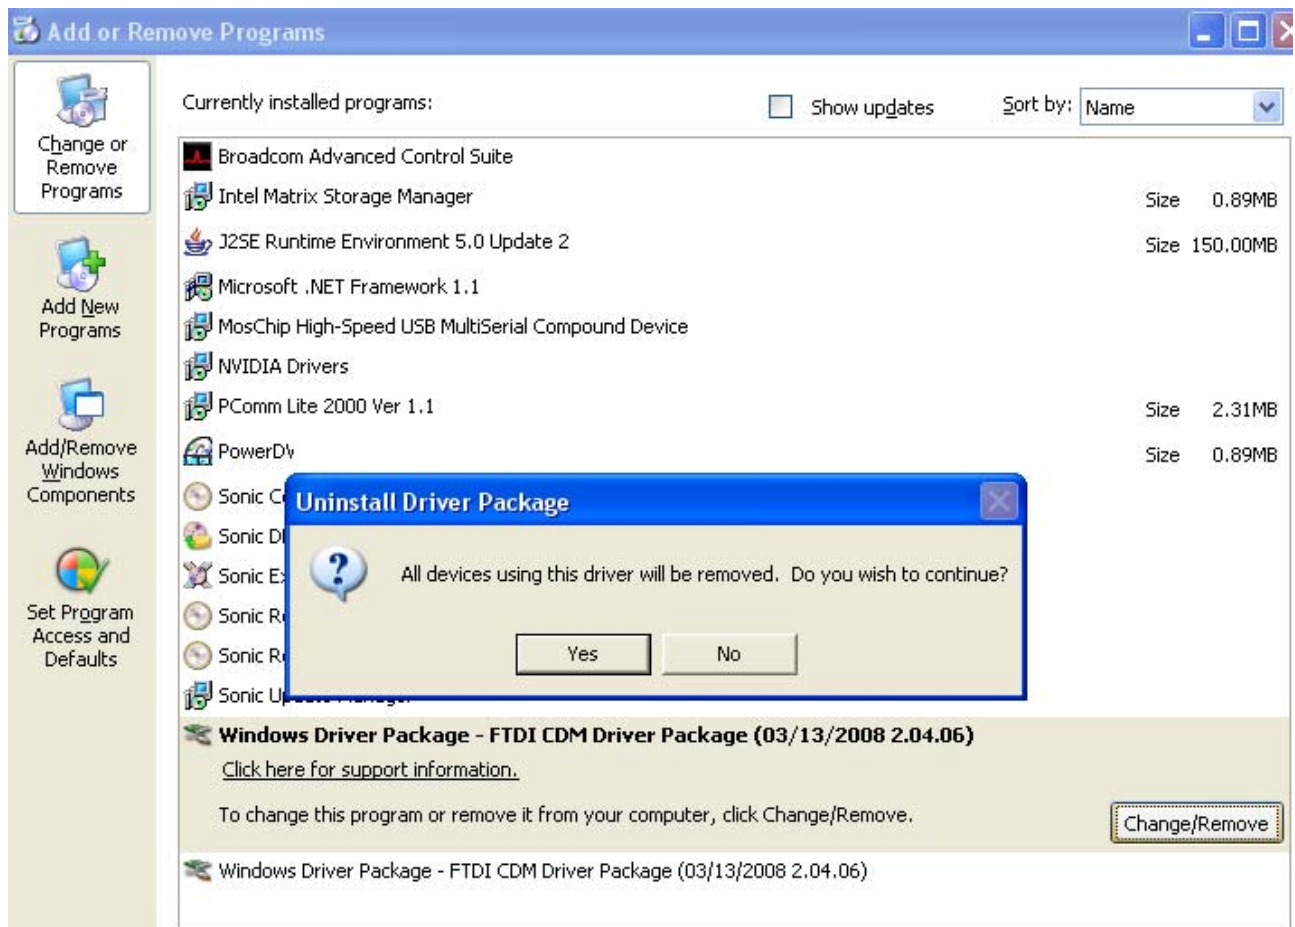 Add or Remove Programs
Change or
Remove
Programs
Add New
Programs
Add/Remove
Windows
Components
Set Program
Access and
Defaults
Currently installed programs:
Show updates
Sort by:
Name
Broadcom Advanced Control Suite
Intel Matrix Storage Manager
Size 0.89MB
J2SE Runtime Environment 5.0 Update 2
Size 150.00MB
Microsoft .NET Framework 1.1
MosChip High-Speed USB MultiSerial Compound Device
NVIDIA Drivers
PComm Lite 2000 Ver 1.1
Size 2.31MB
PowerDV
Size 0.89MB
Sonic
Sonic
Sonic
Sonic
Sonic
Sonic
Uninstall Driver Package
All devices using this driver will be removed. Do you wish to continue?
Yes
No
Windows Driver Package - FTDI CDM Driver Package (03/13/2008 2.04.06)
Click here for support information.
To change this program or remove it from your computer, click Change/Remove.
Change/Remove
Windows Driver Package - FTDI CDM Driver Package (03/13/2008 2.04.06)